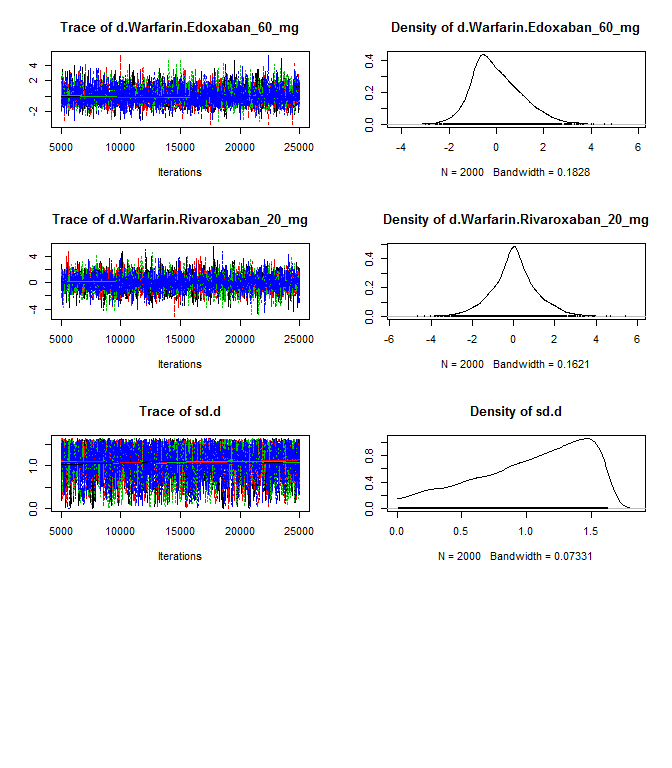 Trace of d.Warfarin.Edoxaban_60_mg
-2 2 4
5000 10000 15000 20000 25000
Iterations
Density of d.Warfarin.Edoxaban_60_mg
0.0 0.2 0.4
-4 -2 0 2 4 6
N = 2000 Bandwidth = 0.1828
Trace of d.Warfarin.Rivaroxaban_20_mg
-4 0 4
5000 10000 15000 20000 25000
Iterations
Density of d.Warfarin.Rivaroxaban_20_mg
0.0 0.2 0.4
-6 -4 -2 0 2 4 6
N = 2000 Bandwidth = 0.1621
Trace of sd.d
0.0 1.0
5000 10000 15000 20000 25000
Iterations
Density of sd.d
0.0 0.4 0.8
0.0 0.5 1.0 1.5
N = 2000 Bandwidth = 0.07331